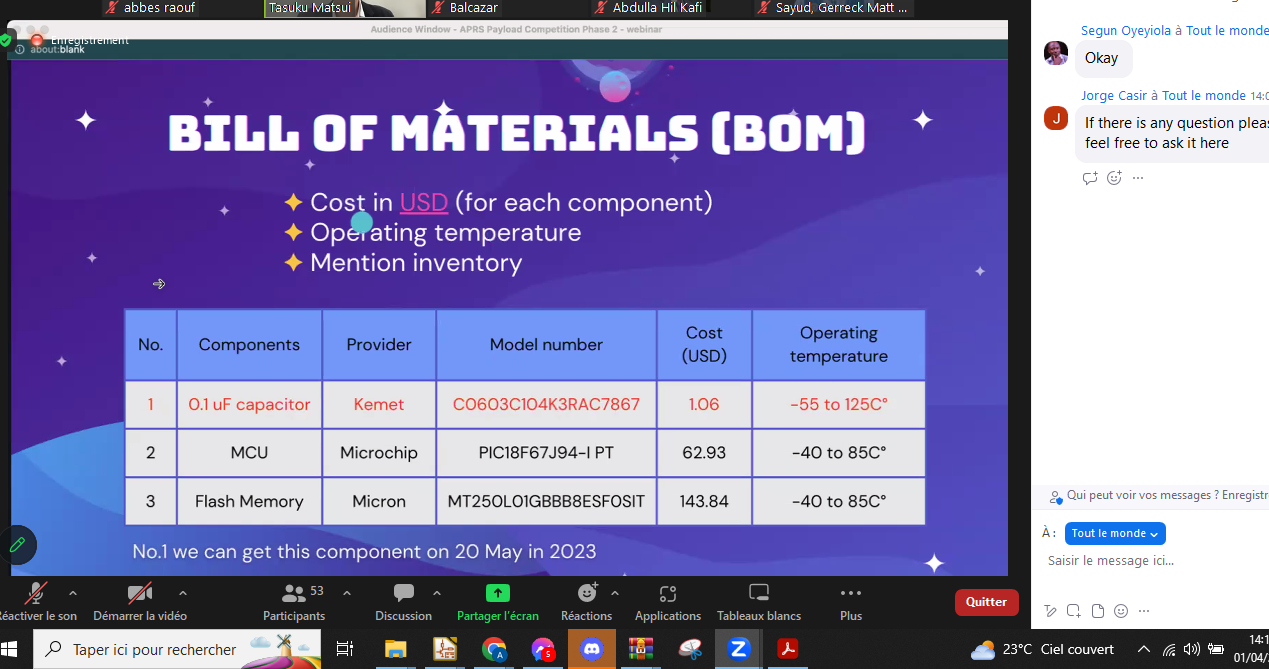 abbes raouf
Tasuku Matsui
Balcazar
Abdulla Hil Kafi
Sayud, Gerreck Matt ...
Audience Window - APRS Payload Competition Phase 2 - webinar
Enregistrement
about:blank
BILL OF MATERIALS (BOM)
Cost in USD (for each component)
Operating temperature
Mention inventory
No. Components Provider Model number Cost (USD) Operating temperature
1 0.1 uF capacitor Kemet C0603C104K3RAC7867 1.06 -55 to 125C°
2 MCU Microchip PIC18F67J94-I PT 62.93 -40 to 85C°
3 Flash Memory Micron MT250L01GBBB8ESF0SIT 143.84 -40 to 85C°
No.1 we can get this component on 20 May in 2023
Segun Oyeyiola à Tout le monde
Okay
Jorge Casir à Tout le monde 14:0
J
If there is any question pleas
feel free to ask it here
Qui peut voir vos messages ? Enregistre
À : Tout le monde
Saisir le message ici...
53
Réactiver le son
Démarrer la vidéo
Participants
Discussion
Partager l'écran
Réactions
Applications
Tableaux blancs
Plus
Quitter
Taper ici pour rechercher
23°C Ciel couvert
14:1
01/04/